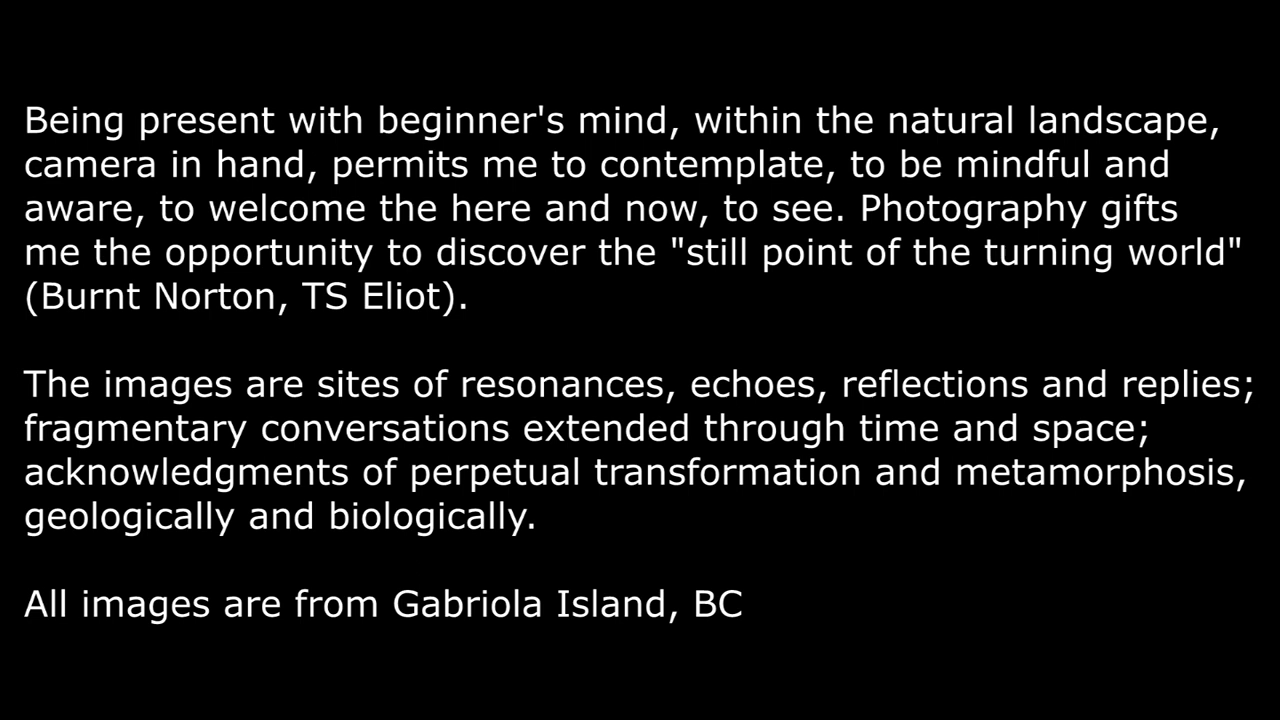 Being present with beginner's mind, within the natural landscape,
camera in hand, permits me to contemplate, to be mindful and
aware, to welcome the here and now, to see. Photography gifts
me the opportunity to discover the "still point of the turning world"
(Burnt Norton, TS Eliot).
The images are sites of resonances, echoes, reflections and replies;
fragmentary conversations extended through time and space;
acknowledgments of perpetual transformation and metamorphosis,
geologically and biologically.
All images are from Gabriola Island, BC